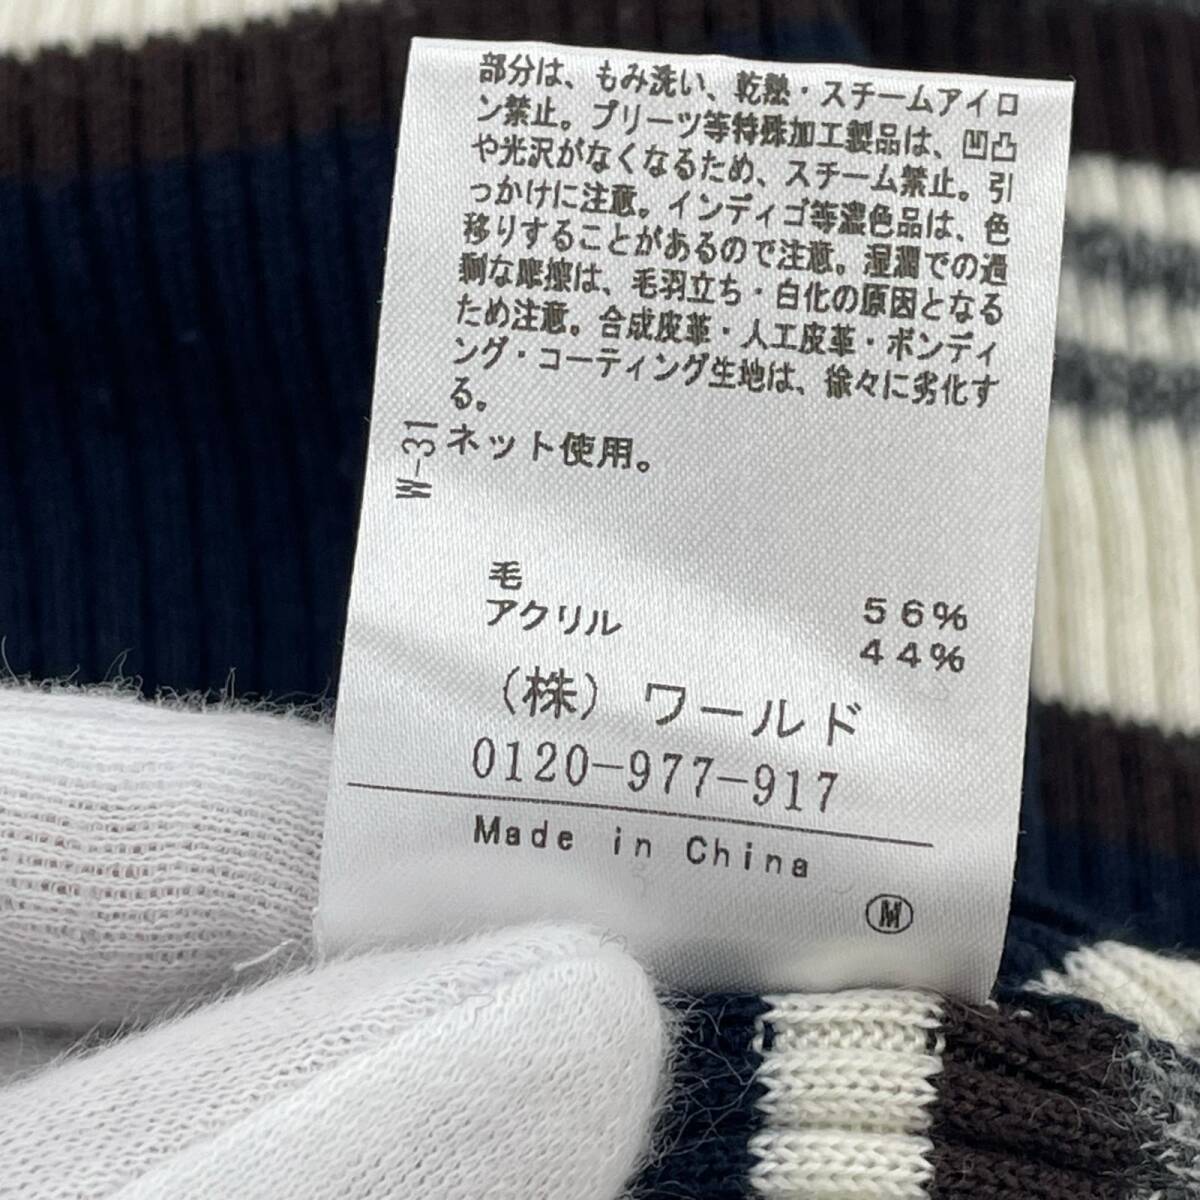 部分は、もみ洗い、乾熱・スチームアイロ
ン禁止。プリーツ等特殊加工製品は、凹凸
や光沢がなくなるため、スチーム禁止。引
っかけに注意。インディゴ等濃色品は、色
移りすることがあるので注意。湿潤での過
剰な摩擦は、毛羽立ち・白化の原因となる
ため注意。合成皮革・人工皮革・ボンディ
ング・コーティング生地は、徐々に劣化す
る。
ネット使用。
W-31
毛 56%
アクリル 44%
(株) ワールド
0120-977-917
Made in China
M